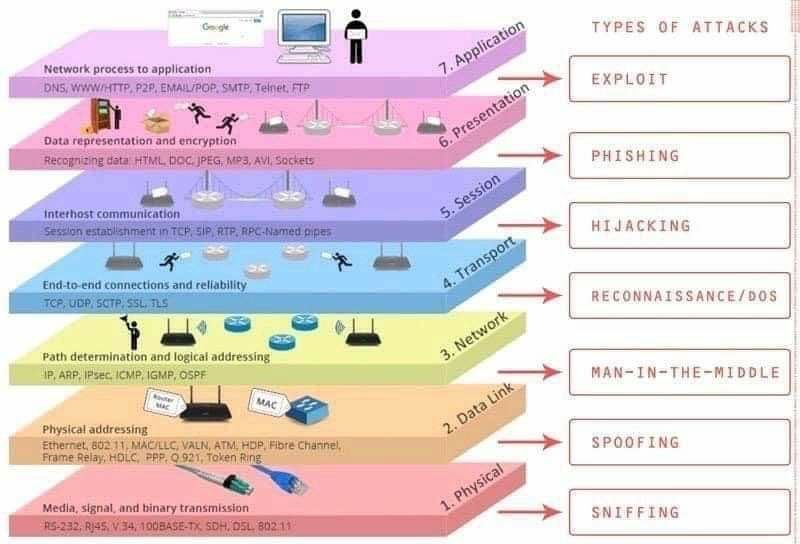 Google
TYPES OF ATTACKS
7. Application
Network process to application
DNS, WWW/HTTP, P2P, EMAIL/POP, SMTP, Telnet, FTP
EXPLOIT
6. Presentation
Data representation and encryption
Recognizing data: HTML, DOC, JPEG, MP3, AVI, Sockets
PHISHING
5. Session
Interhost communication
Session establishment in TCP, SIP, RTP, RPC-Named pipes
HIJACKING
4. Transport
End-to-end connections and reliability
TCP, UDP, SCTP, SSL, TLS
RECONNAISSANCE/DOS
3. Network
Path determination and logical addressing
IP, ARP, IPsec, ICMP, IGMP, OSPF
MAN-IN-THE-MIDDLE
Router
MAC
MAC
2. Data Link
Physical addressing
Ethernet, 802.11, MAC/LLC, VALN, ATM, HDP, Fibre Channel,
Frame Relay, HDLC, PPP, Q.921, Token Ring
SPOOFING
1. Physical
Media, signal, and binary transmission
RS-232, RJ45, V.34, 100BASE-TX, SDH, DSL, 802.11
SNIFFING